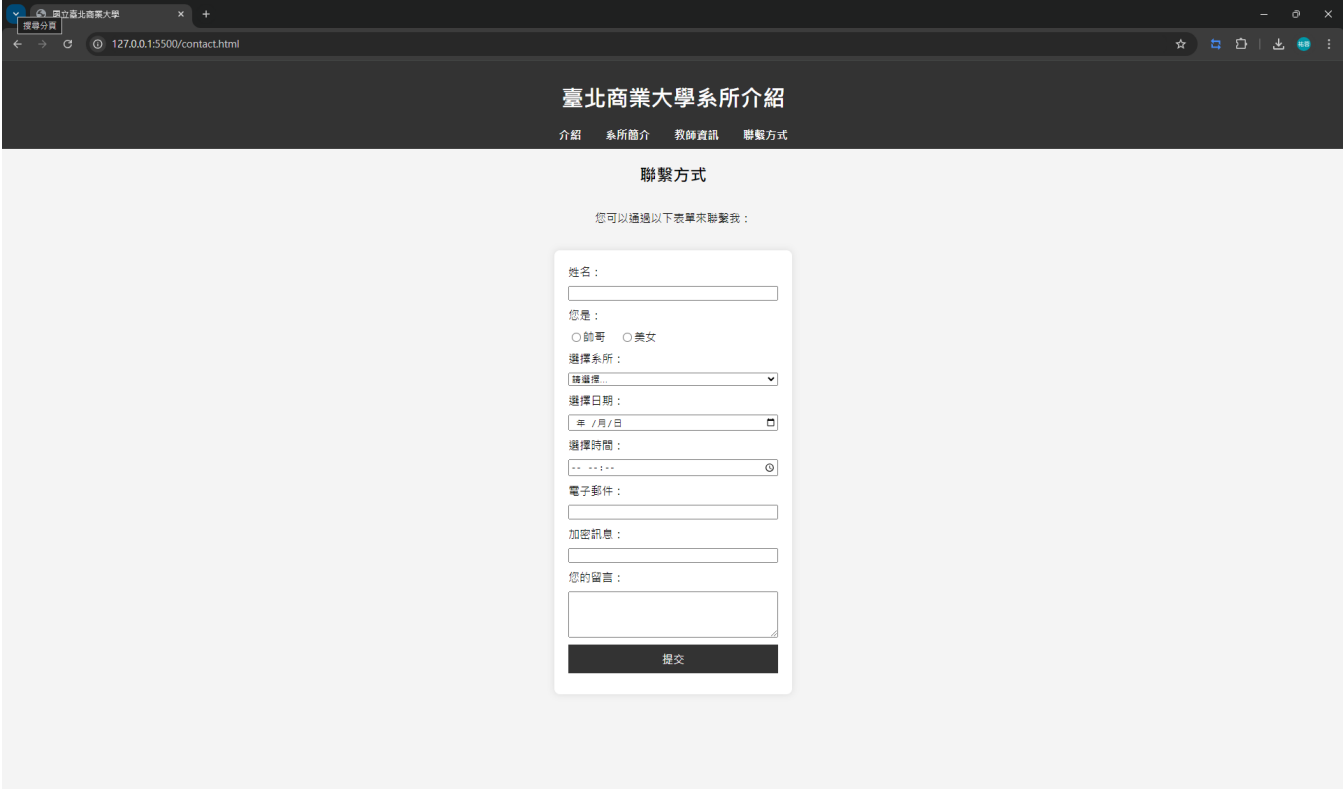 國立臺北商業大學
搜尋分頁
127.0.0.1:5500/contact.html
臺北商業大學系所介紹
介紹 系所簡介 教師資訊 聯繫方式
聯繫方式
您可以通過以下表單來聯繫我：
姓名：
您是：
帥哥 美女
選擇系所：
請選擇...
選擇日期：
年 /月/日
選擇時間：
-- --:--
電子郵件：
加密訊息：
您的留言：
提交